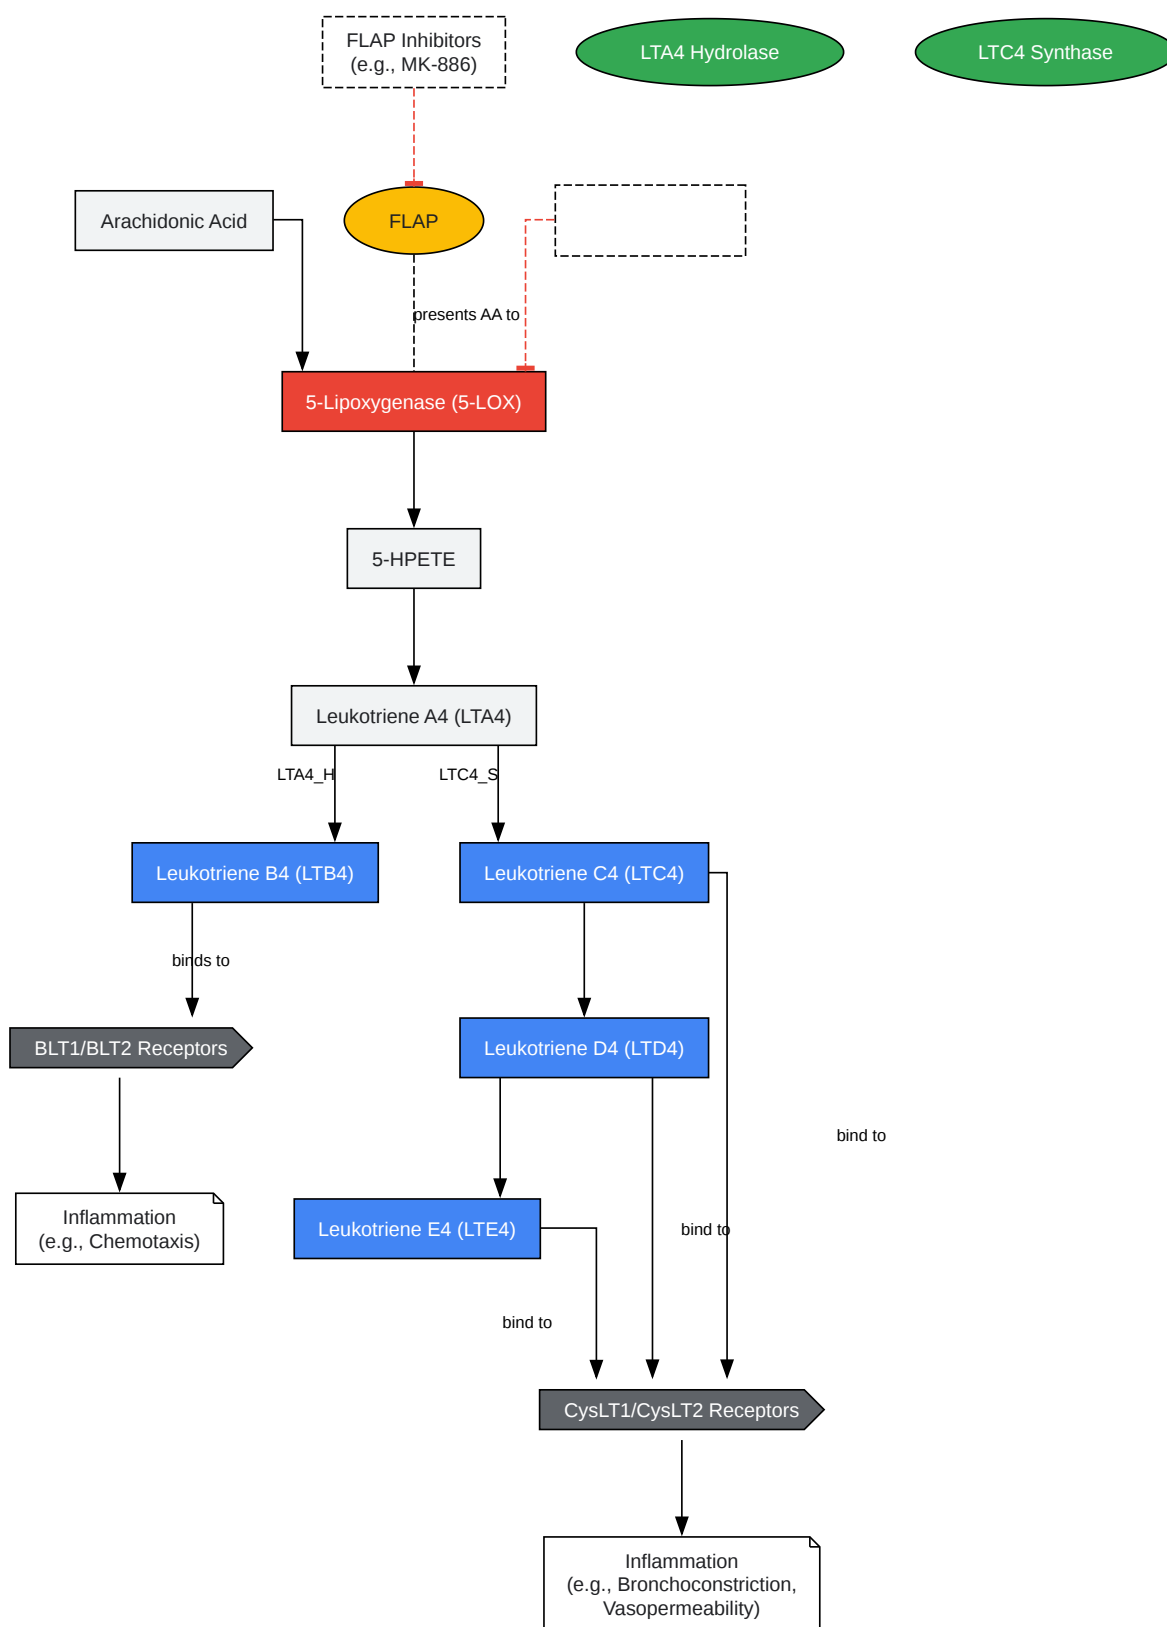 FLAP Inhibitors
(e.g., MK-886)
LTA4 Hydrolase
LTC4 Synthase
Arachidonic Acid
FLAP
presents AA to
5-Lipoxygenase (5-LOX)
5-HPETE
Leukotriene A4 (LTA4)
LTA4_H
LTC4_S
Leukotriene B4 (LTB4)
Leukotriene C4 (LTC4)
binds to
BLT1/BLT2 Receptors
Leukotriene D4 (LTD4)
bind to
Inflammation
(e.g., Chemotaxis)
Leukotriene E4 (LTE4)
bind to
bind to
CysLT1/CysLT2 Receptors
Inflammation
(e.g., Bronchoconstriction,
Vasopermeability)